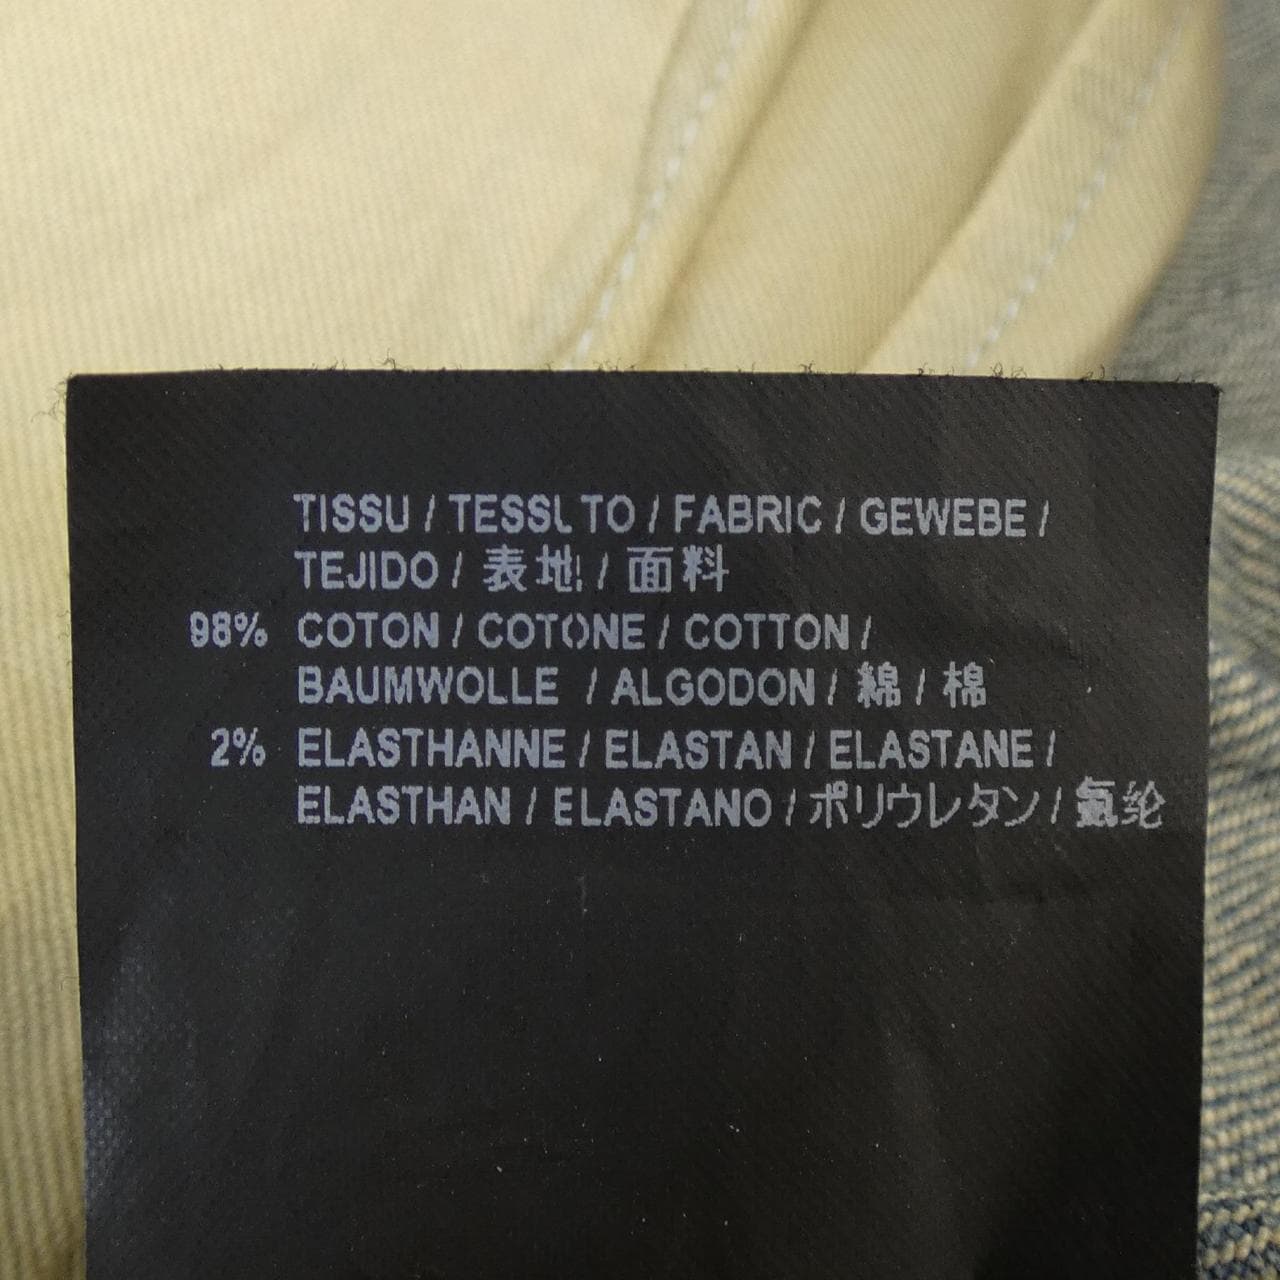 TISSU / TESSUTO / FABRIC / GEWEBE /
TEJIDO / 表地 / 面料
98% COTON / COTONE / COTTON /
BAUMWOLLE / ALGODON / 綿 / 棉
2% ELASTHANNE / ELASTAN / ELASTANE /
ELASTHAN / ELASTANO / ポリウレタン / 氨纶